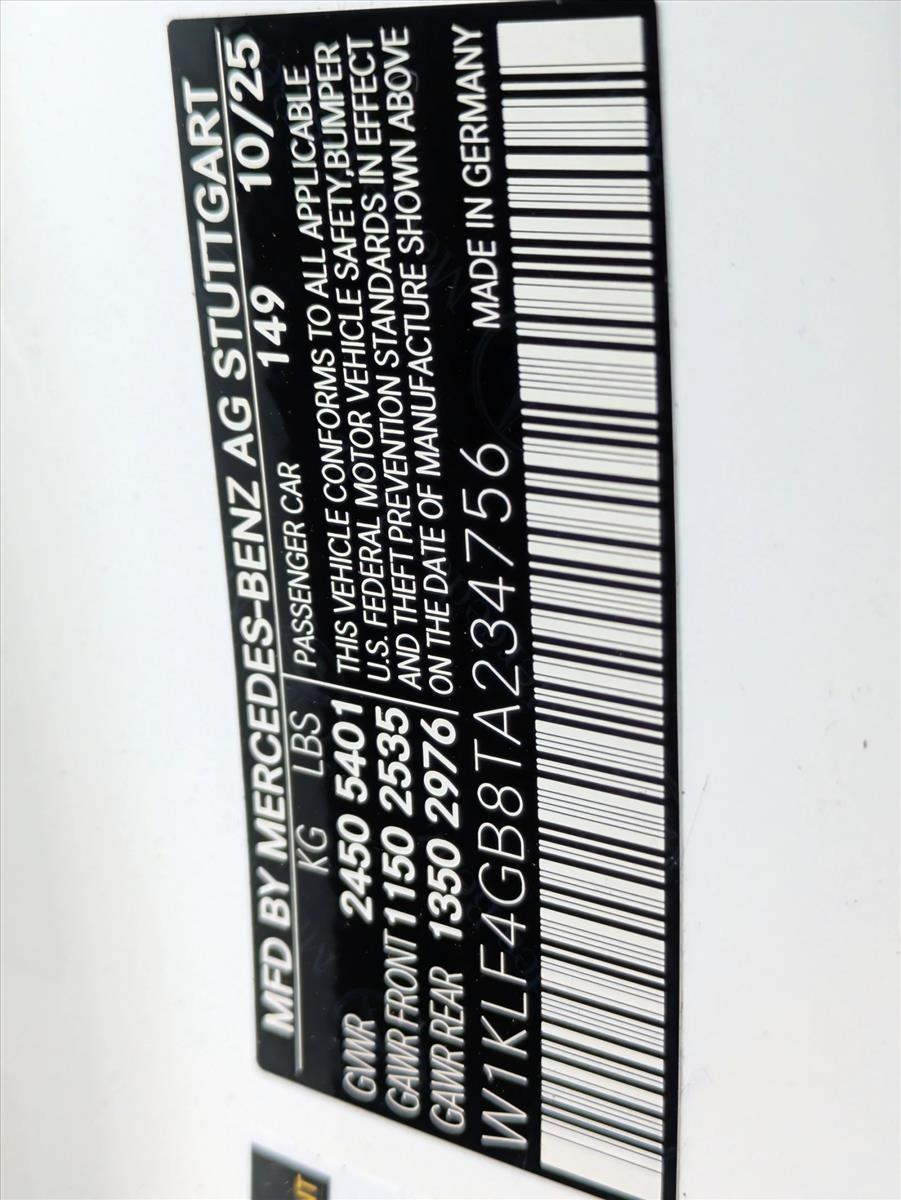 MFD BY MERCEDES-BENZ AG STUTTGART
KG LBS 149 10/25
PASSENGER CAR
GVWR 2450 5401
GAWR FRONT 1150 2535
GAWR REAR 1350 2976
THIS VEHICLE CONFORMS TO ALL APPLICABLE
U.S. FEDERAL MOTOR VEHICLE SAFETY,BUMPER
AND THEFT PREVENTION STANDARDS IN EFFECT
ON THE DATE OF MANUFACTURE SHOWN ABOVE
W1KLF4GB8TA234756 MADE IN GERMANY